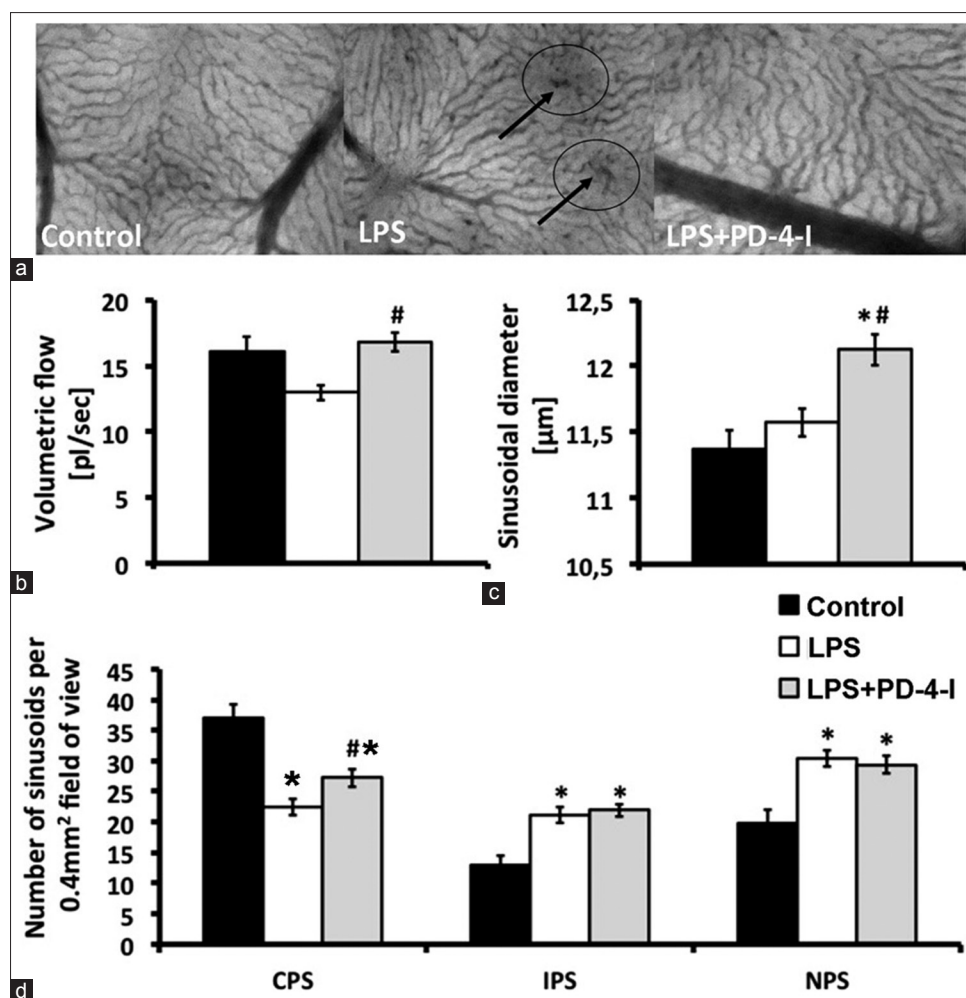 Control
LPS
LPS+PD-4-I
a
Volumetric flow
[pl/sec]
20
15
10
5
0
#
b
Sinusoidal diameter
[µm]
12,5
12
11,5
11
10,5
*#
c
Control
LPS
LPS+PD-4-I
Number of sinusoids per
0.4mm² field of view
45
40
35
30
25
20
15
10
5
0
*
#*
*
*
*
*
CPS
IPS
NPS
d